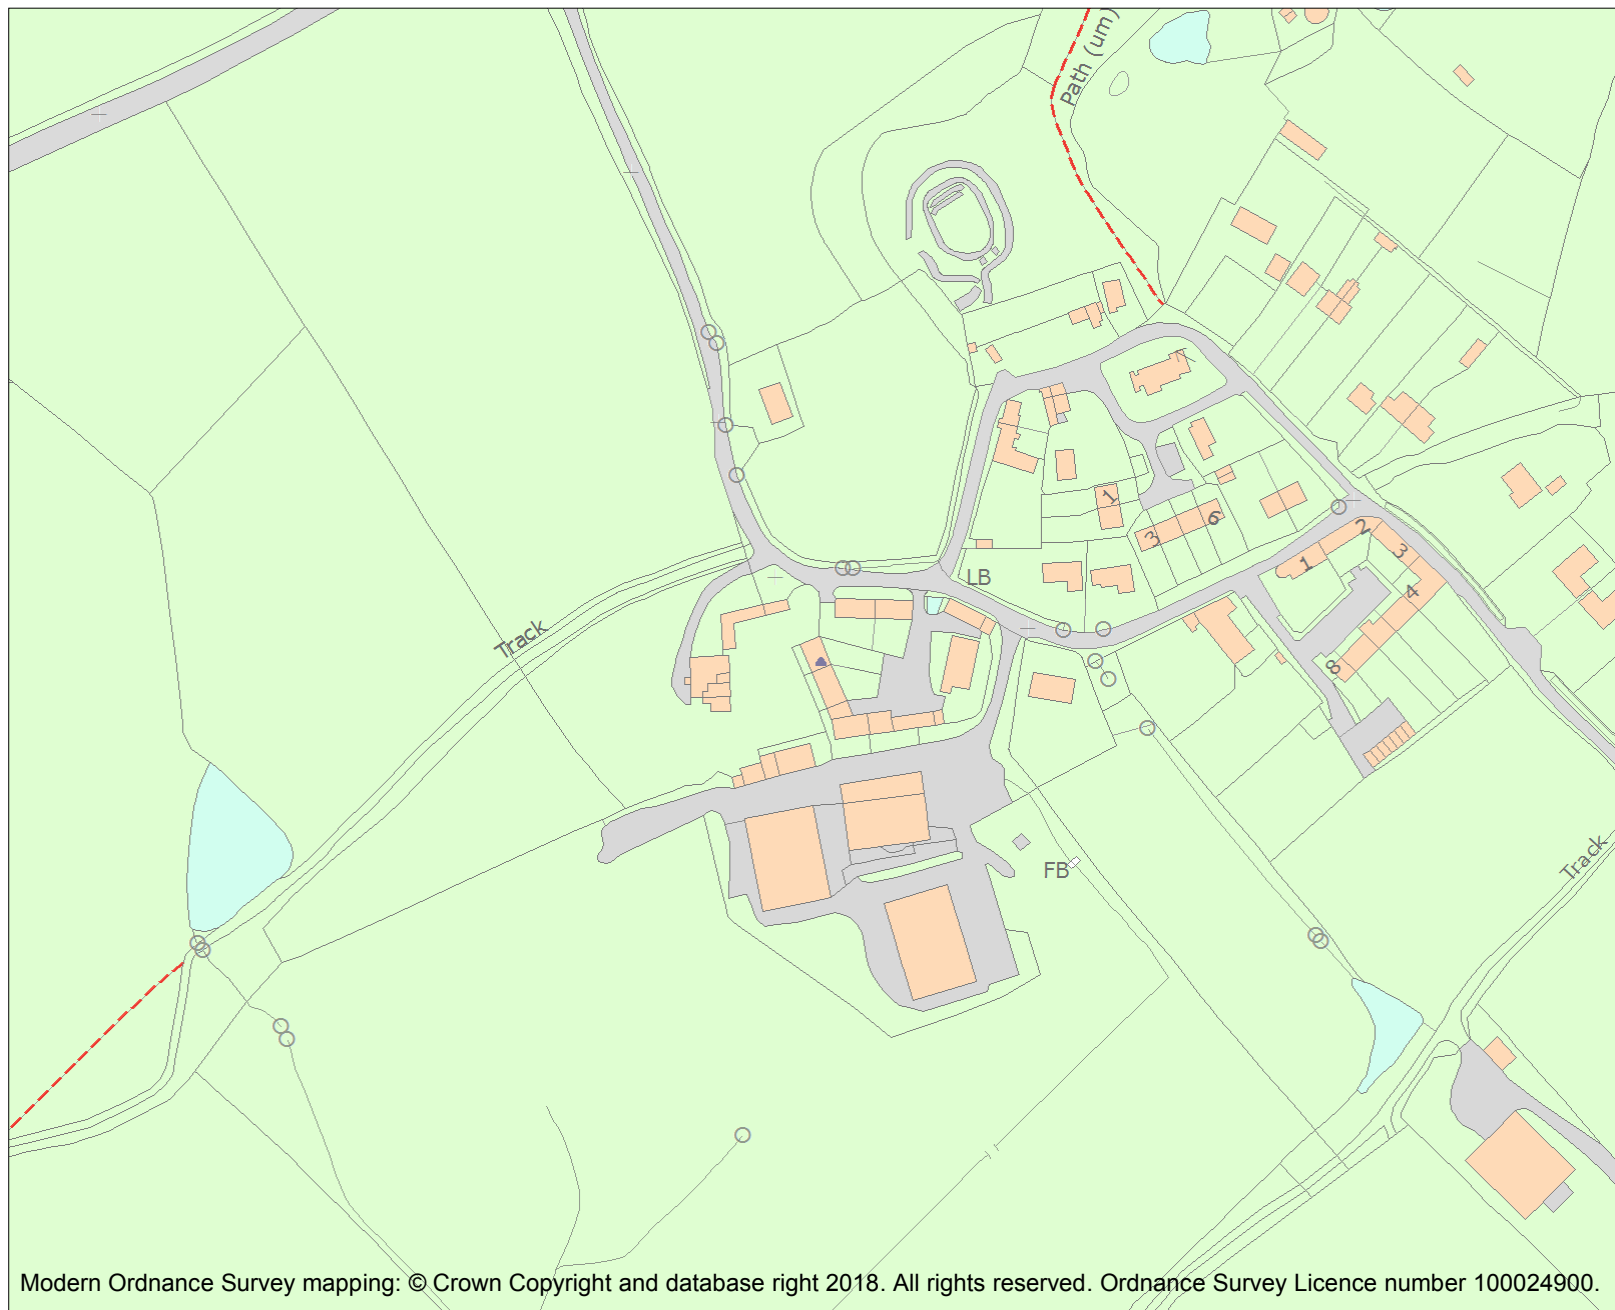 Path (um)
1
3
6
LB
1
2
3
4
8
Track
FB
Track
Modern Ordnance Survey mapping: © Crown Copyright and database right 2018. All rights reserved. Ordnance Survey Licence number 100024900.